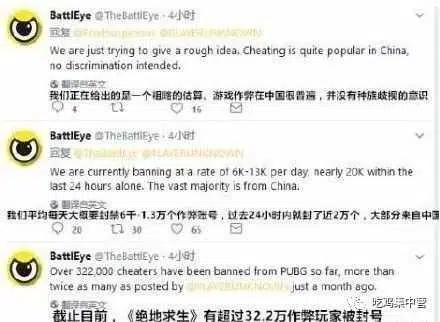 BattlEye @TheBattlEye · 4小时
回复 @PLAYERUNKNOWN
We are just trying to give a rough idea. Cheating is quite popular in China,
no discrimination intended.
翻译自英文
我们正在给出的是一个粗略的估算。游戏作弊在中国很普遍，并没有种族歧视的意识
4 16
BattlEye @TheBattlEye · 4小时
回复 @TheBattlEye @PLAYERUNKNOWN
We are currently banning at a rate of 6K-13K per day, nearly 20K within the
last 24 hours alone. The vast majority is from China.
翻译自英文
我们平均每天大概要封禁6千-1.3万个作弊账号，过去24小时内就封了近2万个，大部分来自中国
20 30 65
BattlEye @TheBattlEye · 4小时
Over 322,000 cheaters have been banned from PUBG so far, more than
twice as many as posted by @PLAYERUNKNOWN just a month ago.
翻译自英文
截止目前，《绝地求生》有超过32.2万作弊玩家被封号
吃鸡集中营